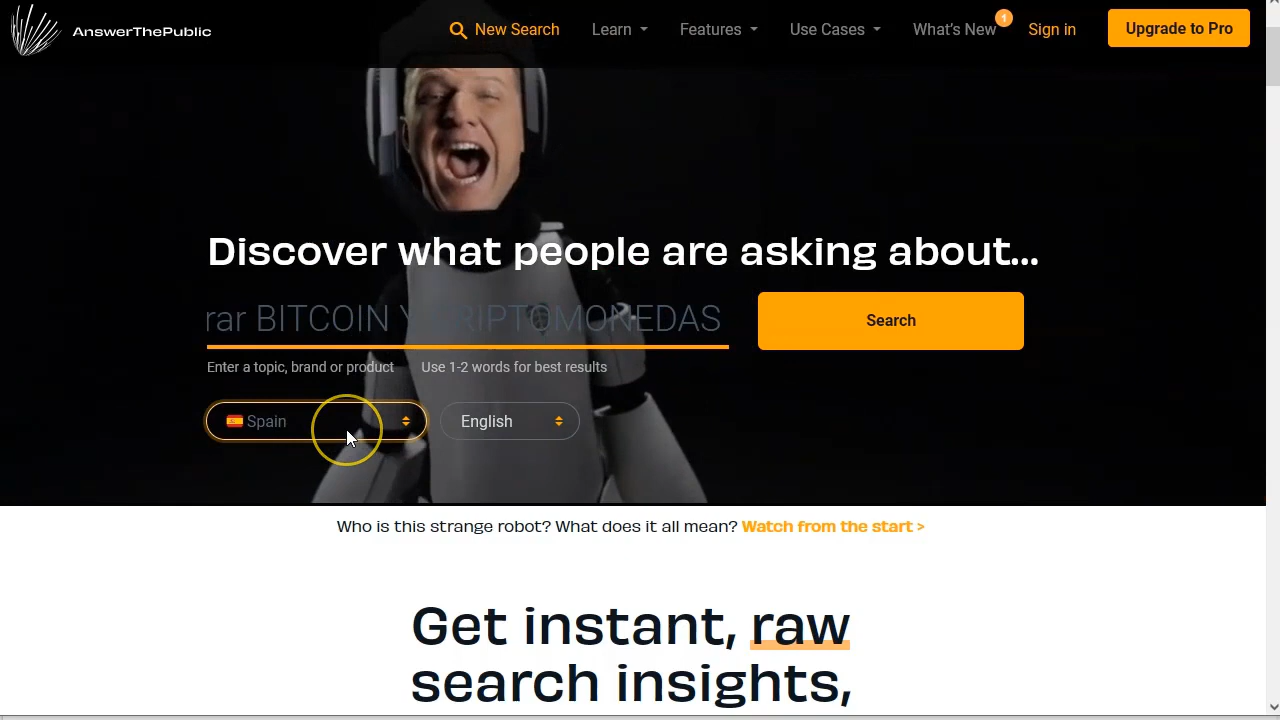 AnswerThePublic
New Search Learn Features Use Cases What's New 1 Sign in Upgrade to Pro
Discover what people are asking about...
rar BITCOIN Y CRIPTOMONEDAS
Search
Enter a topic, brand or product Use 1-2 words for best results
Spain English
Who is this strange robot? What does it all mean? Watch from the start >
Get instant, raw
search insights,